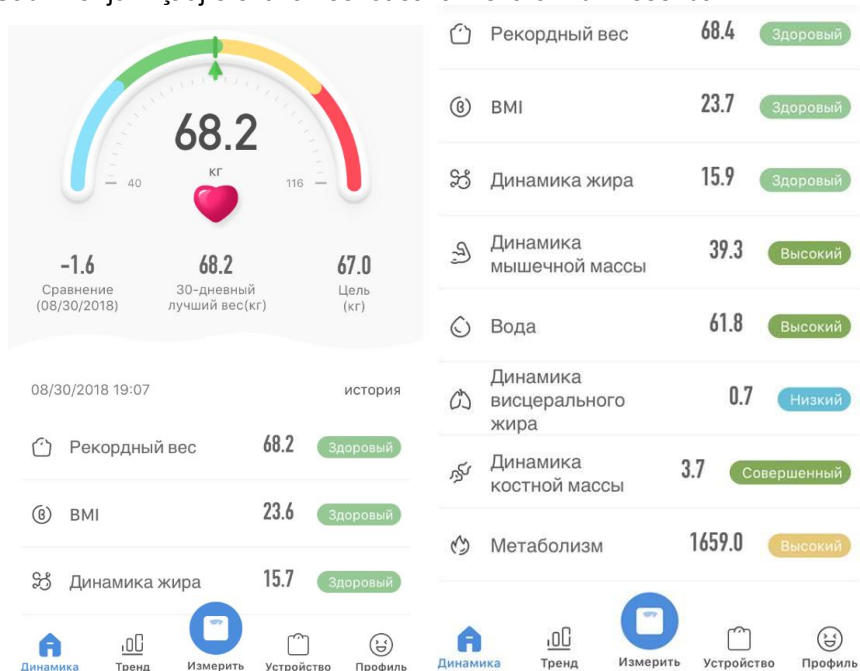 68.2
кг
40
116
-1.6
68.2
67.0
Сравнение
(08/30/2018)
30-дневный
лучший вес(кг)
Цель
(кг)
08/30/2018 19:07
история
Рекордный вес 68.2 Здоровый
BMI 23.6 Здоровый
Динамика жира 15.7 Здоровый
Динамика
Тренд
Измерить
Устройство
Профиль
Рекордный вес 68.4 Здоровый
BMI 23.7 Здоровый
Динамика жира 15.9 Здоровый
Динамика
мышечной массы 39.3 Высокий
Вода 61.8 Высокий
Динамика
висцерального
жира 0.7 Низкий
Динамика
костной массы 3.7 Совершенный
Метаболизм 1659.0 Высокий
Динамика
Тренд
Измерить
Устройство
Профиль